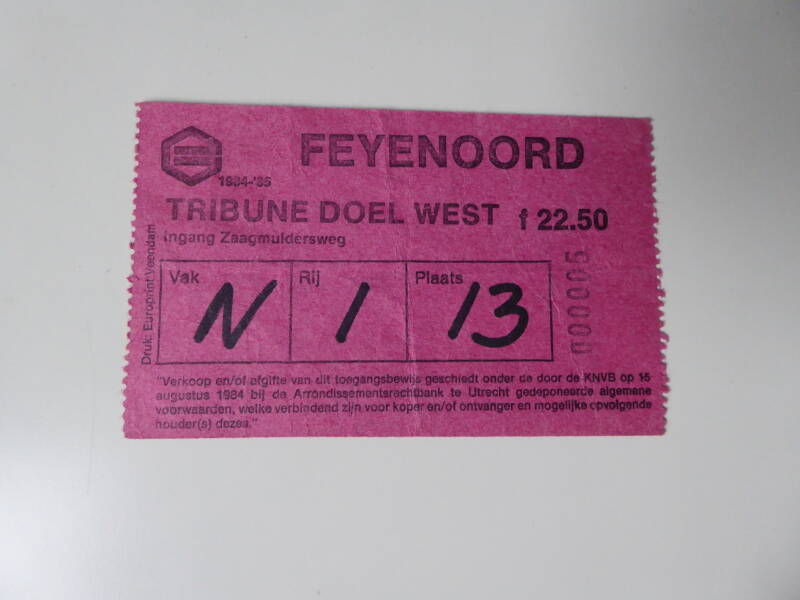 FEYENOORD
1984-'85
TRIBUNE DOEL WEST f 22.50
Ingang Zaagmuldersweg
Vak Rij Plaats
N 1 13
000005
Druk: Europrint Veendam
"Verkoop en/of afgifte van dit toegangsbewijs geschiedt onder de door de KNVB op 15
augustus 1984 bij de Arrondissementsrechtbank te Utrecht gedeponeerde algemene
voorwaarden, welke verbindend zijn voor koper en/of ontvanger en mogelijke opvolgende
houder(s) dezes."